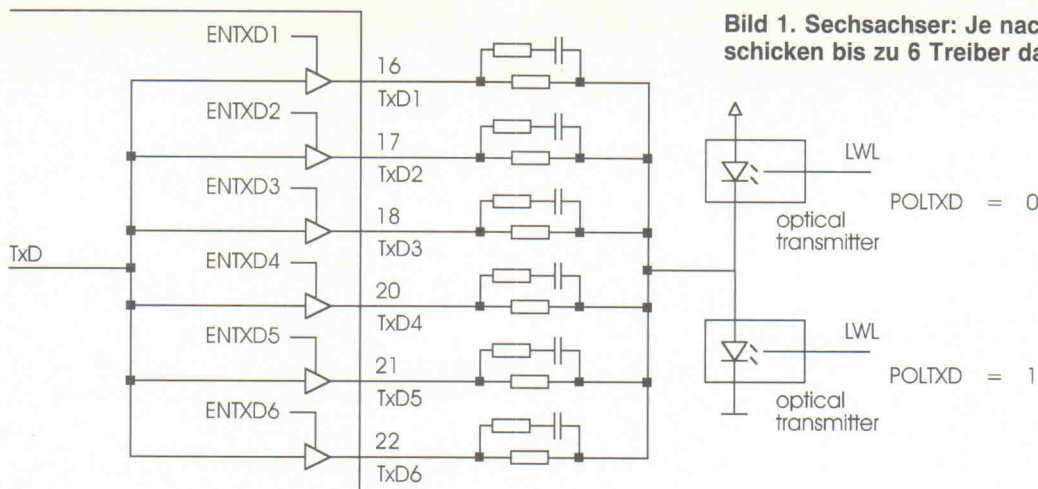 Bild 1. Sechsachser: Je nac
schicken bis zu 6 Treiber da
ENTXD1
16
TxD1
ENTXD2
17
TxD2
ENTXD3
18
TxD3
TxD
ENTXD4
20
TxD4
ENTXD5
21
TxD5
ENTXD6
22
TxD6
LWL
POLTXD = 0
optical
transmitter
LWL
POLTXD = 1
optical
transmitter